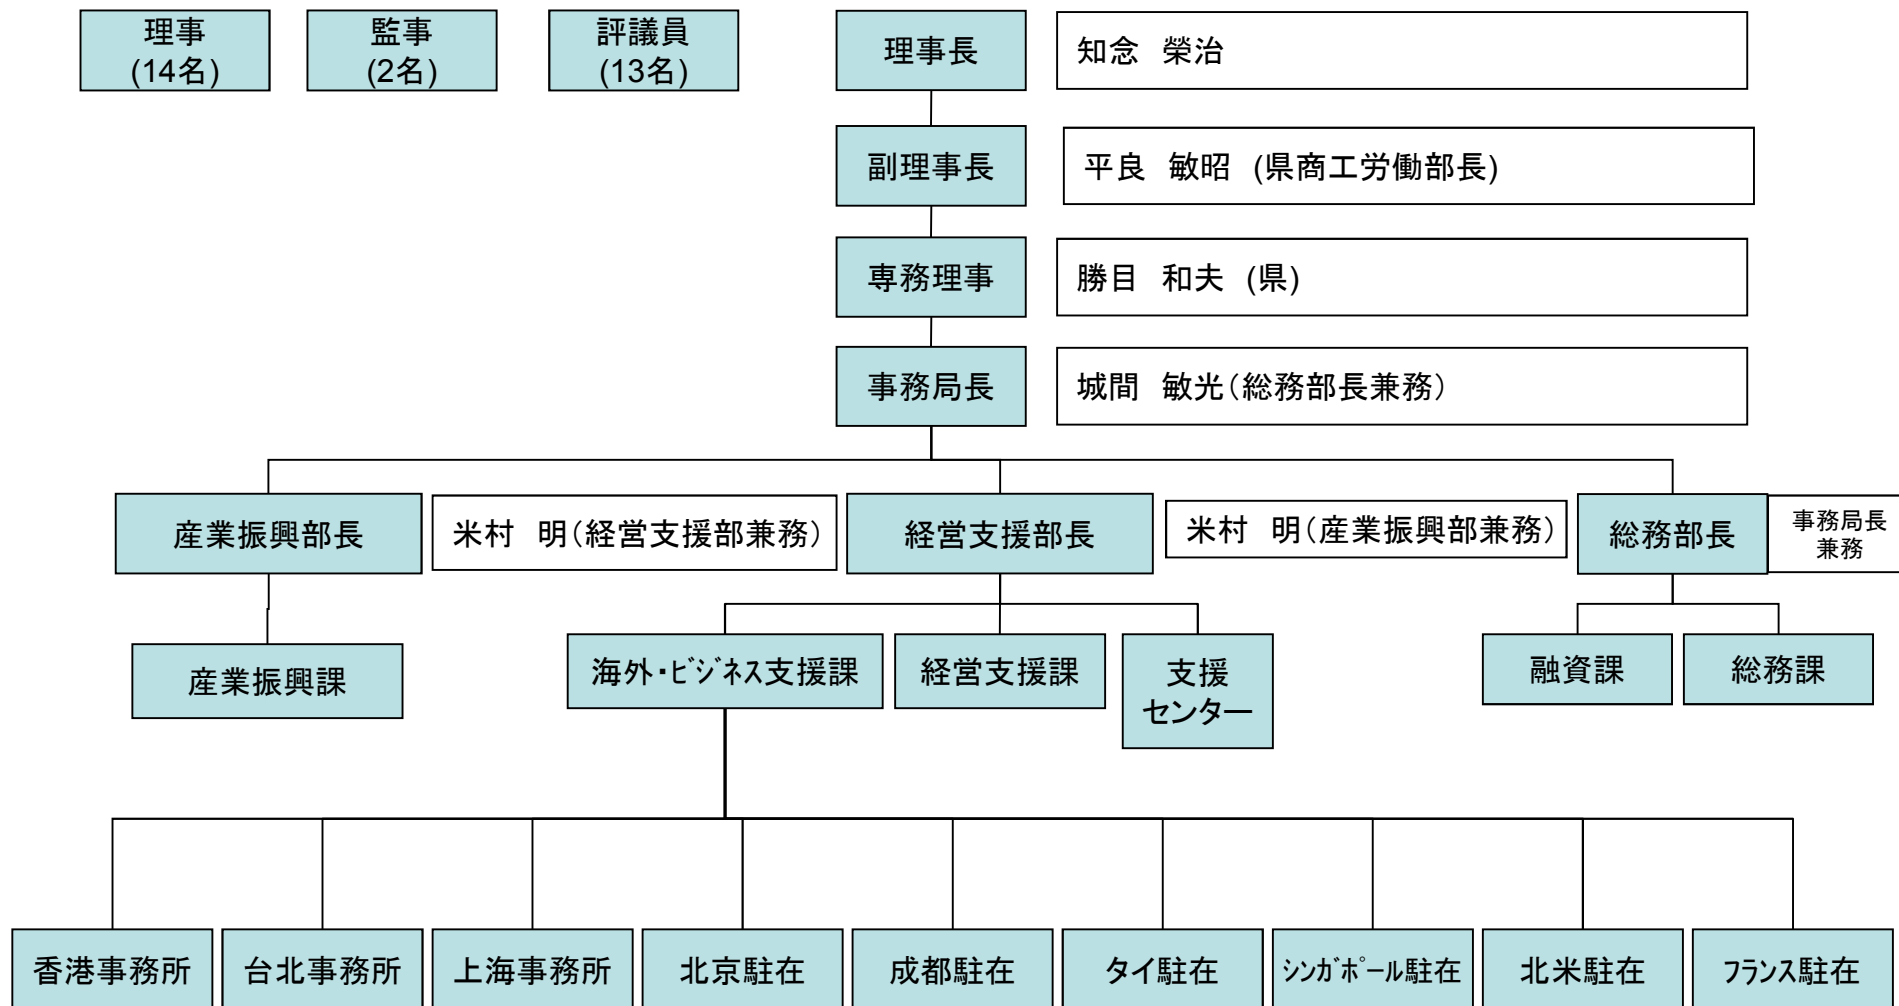 理事
(14名)
監事
(2名)
評議員
(13名)
理事長
知念　榮治
副理事長
平良　敏昭　(県商工労働部長)
専務理事
勝目　和夫　(県)
事務局長
城間　敏光(総務部長兼務)
産業振興部長
米村　明(経営支援部兼務)
経営支援部長
米村　明(産業振興部兼務)
総務部長
事務局長
兼務
産業振興課
海外・ﾋﾞｼﾞﾈｽ支援課
経営支援課
支援
センター
融資課
総務課
香港事務所
台北事務所
上海事務所
北京駐在
成都駐在
タイ駐在
ｼﾝｶﾞﾎﾟｰﾙ駐在
北米駐在
フランス駐在